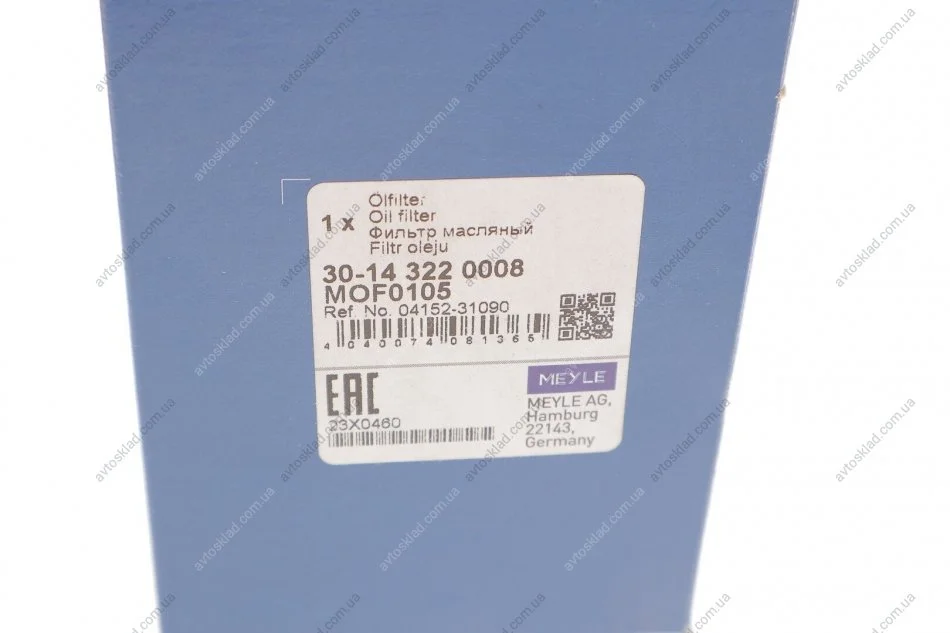 Ölfilter
1 x Oil filter
Фильтр масляный
Filtr oleju
30-14 322 0008
MOF0105
Ref. No. 04152-31090
4 040074 081365
EAC
23X0460
MEYLE
MEYLE AG,
Hamburg
22143,
Germany
avtosklad.com.ua